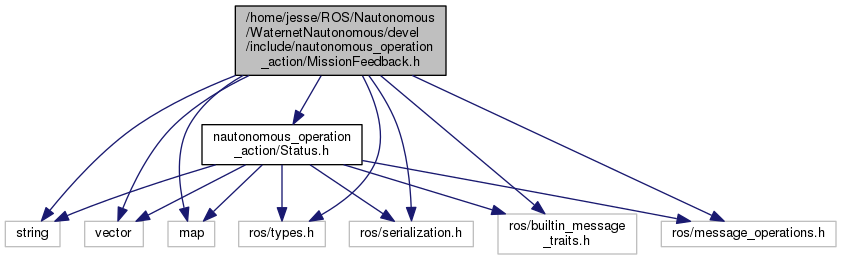 /home/jesse/ROS/Nautonomous
/WaternetNautonomous/devel
/include/nautonomous_operation
_action/MissionFeedback.h
nautonomous_operation
_action/Status.h
string
vector
map
ros/types.h
ros/serialization.h
ros/builtin_message
_traits.h
ros/message_operations.h